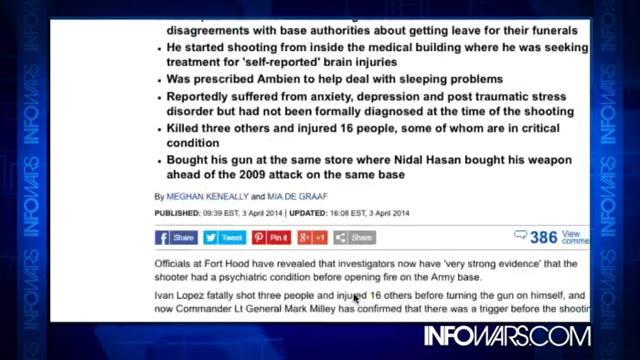 disagreements with base authorities about getting leave for their funerals
• He started shooting from inside the medical building where he was seeking
treatment for 'self-reported' brain injuries
• Was prescribed Ambien to help deal with sleeping problems
• Reportedly suffered from anxiety, depression and post traumatic stress
disorder but had not been formally diagnosed at the time of the shooting
• Killed three others and injured 16 people, some of whom are in critical
condition
• Bought his gun at the same store where Nidal Hasan bought his weapon
ahead of the 2009 attack on the same base
By MEGHAN KENEALLY and MIA DE GRAAF
PUBLISHED: 09:39 EST, 3 April 2014 | UPDATED: 16:08 EST, 3 April 2014
Share Tweet Pin it +1 Share 386 View
comme
Officials at Fort Hood have revealed that investigators now have 'very strong evidence' that the
shooter had a psychiatric condition before opening fire on the Army base.
Ivan Lopez fatally shot three people and injured 16 others before turning the gun on himself, and
now Commander Lt General Mark Milley has confirmed that there was a trigger before the shootin
INFOWARS
INFOWARS
INFOWARS
INFOWARS
INFOWARS.COM